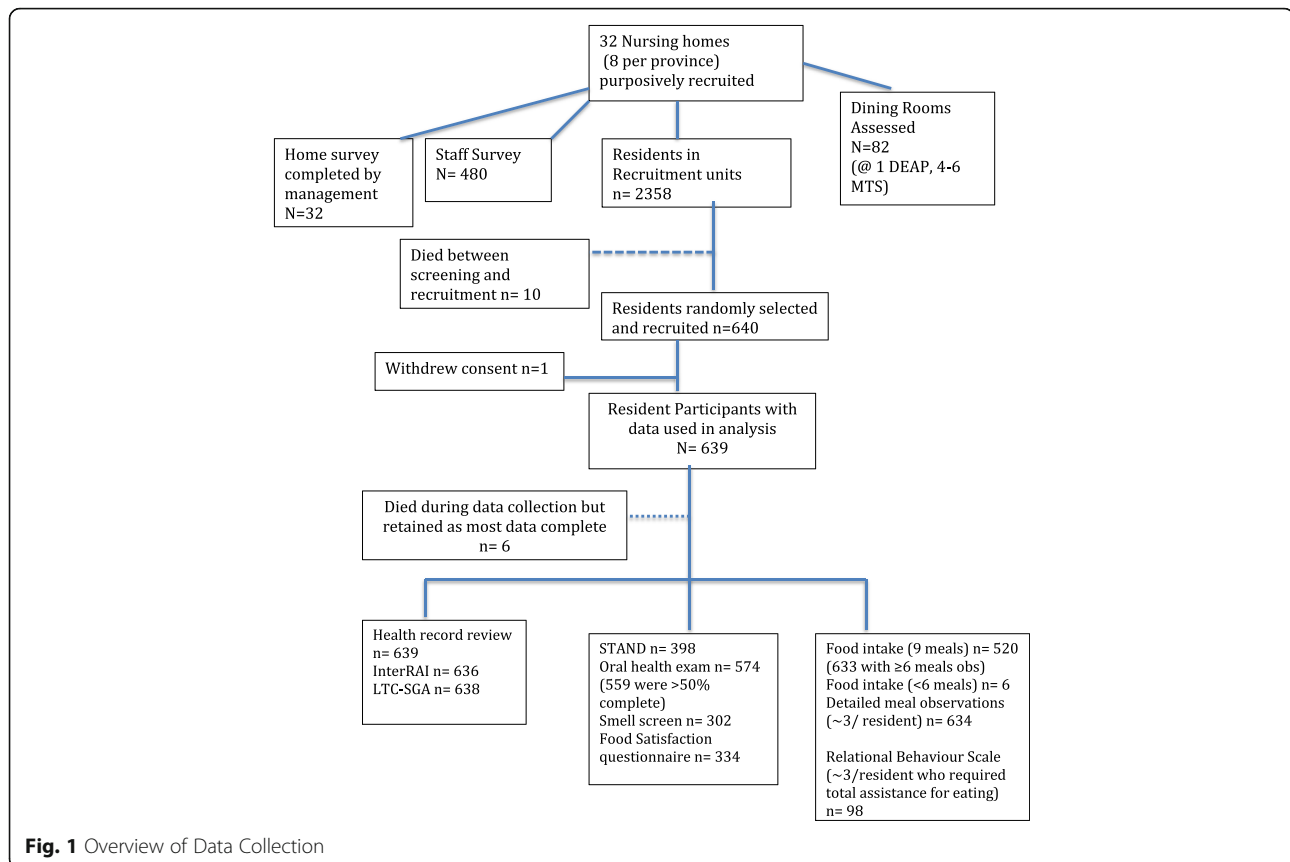 32 Nursing homes
(8 per province)
purposively recruited
Dining Rooms
Assessed
N=82
(@ 1 DEAP, 4-6
MTS)
Home survey
completed by
management
N=32
Staff Survey
N= 480
Residents in
Recruitment units
n= 2358
Died between
screening and
recruitment n= 10
Residents randomly selected
and recruited n=640
Withdrew consent n=1
Resident Participants with
data used in analysis
N= 639
Died during data collection but
retained as most data complete
n= 6
Health record review
n= 639
InterRAI n= 636
LTC-SGA n= 638
STAND n= 398
Oral health exam n= 574
(559 were >50%
complete)
Smell screen n= 302
Food Satisfaction
questionnaire n= 334
Food intake (9 meals) n= 520
(633 with ≥6 meals obs)
Food intake (<6 meals) n= 6
Detailed meal observations
(~3/ resident) n= 634
Relational Behaviour Scale
(~3/resident who required
total assistance for eating)
n= 98
Fig. 1 Overview of Data Collection